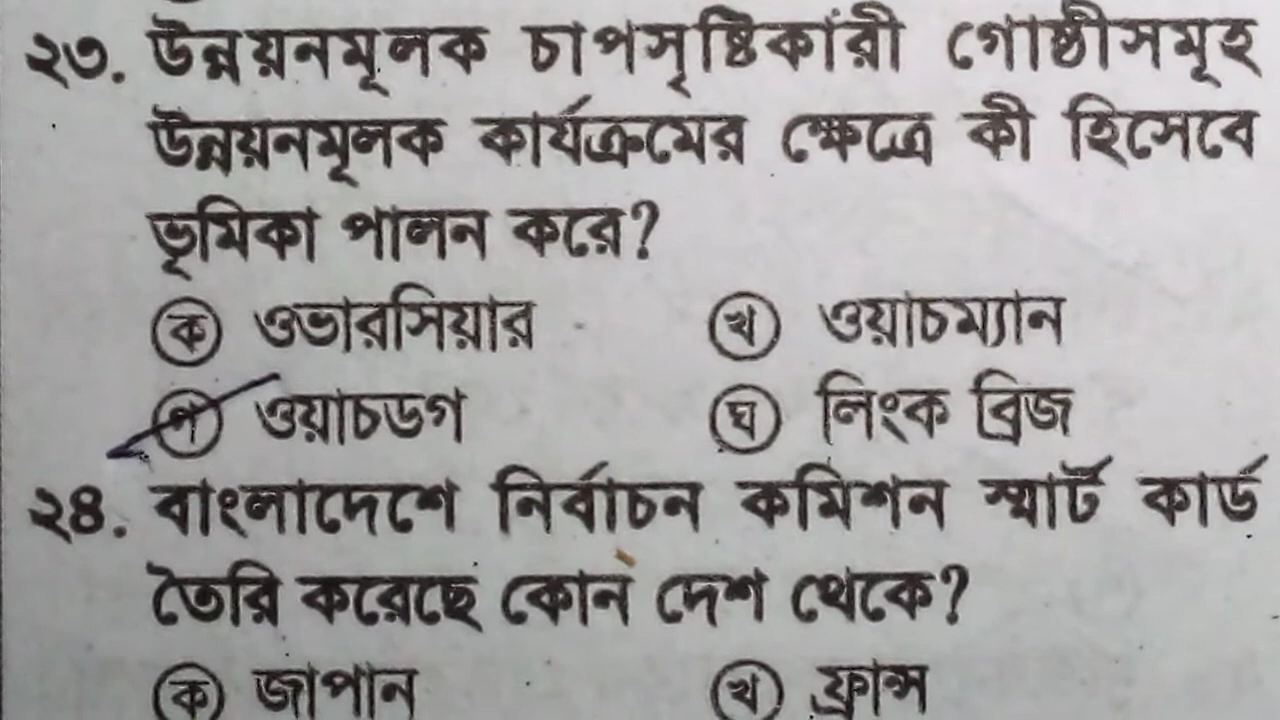 ২৩. উন্নয়নমূলক চাপসৃষ্টিকারী গোষ্ঠীসমূহ
উন্নয়নমূলক কার্যক্রমের ক্ষেত্রে কী হিসেবে
ভূমিকা পালন করে?
ক ওভারসিয়ার খ ওয়াচম্যান
গ ওয়াচডগ ঘ লিংক ব্রিজ
২৪. বাংলাদেশে নির্বাচন কমিশন স্মার্ট কার্ড
তৈরি করেছে কোন দেশ থেকে?
ক জাপান খ ফ্রান্স